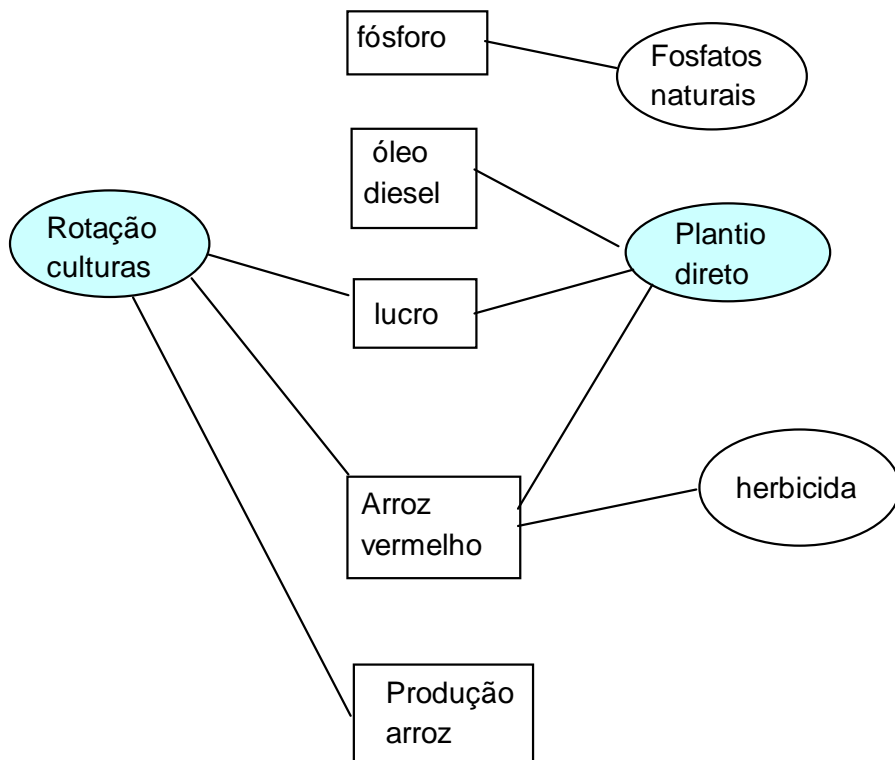 fósforo
Fosfatos
naturais
óleo
diesel
Rotação
culturas
Plantio
direto
lucro
Arroz
vermelho
herbicida
Produção
arroz